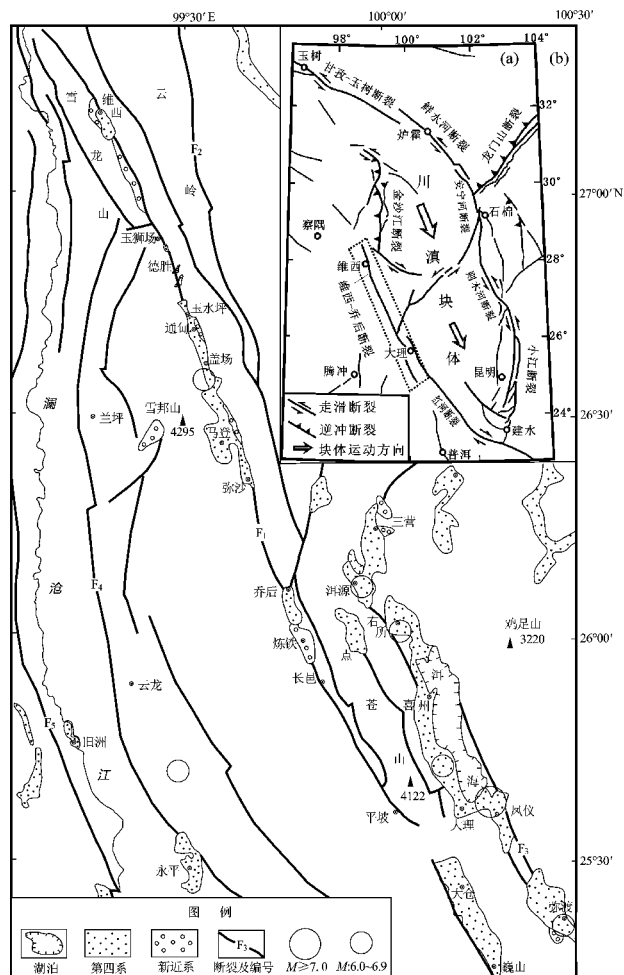 99°30′E
100°00′
100°30′
27°00′N
26°30′
26°00′
25°30′
98°
100°
102°
104°
(a)
(b)
32°
30°
28°
26°
24°
玉树
甘孜-玉树断裂
鲜水河断裂
炉霍
龙门山断裂
安宁河断裂
石棉
金沙江断裂
川
滇
块
体
察隅
维西
维西-乔后断裂
则木河断裂
小江断裂
大理
昆明
腾冲
红河断裂
建水
普洱
走滑断裂
逆冲断裂
块体运动方向
雪
龙
山
维
西
云
岭
F₂
玉狮场
德胜
玉水坪
通甸
盖场
澜
沧
江
兰坪
雪邦山
4295
马登
弥沙
F₁
F₄
三营
乔后
洱源
石
所
鸡足山
3220
炼铁
长邑
点
苍
山
4122
喜州
洱
海
云龙
F₅
旧洲
平坡
大理
凤仪
F₃
永平
大仓
弥渡
巍山
图 例
F₃
湖泊
第四系
新近系
断裂及编号
M≥7.0
M:6.0~6.9